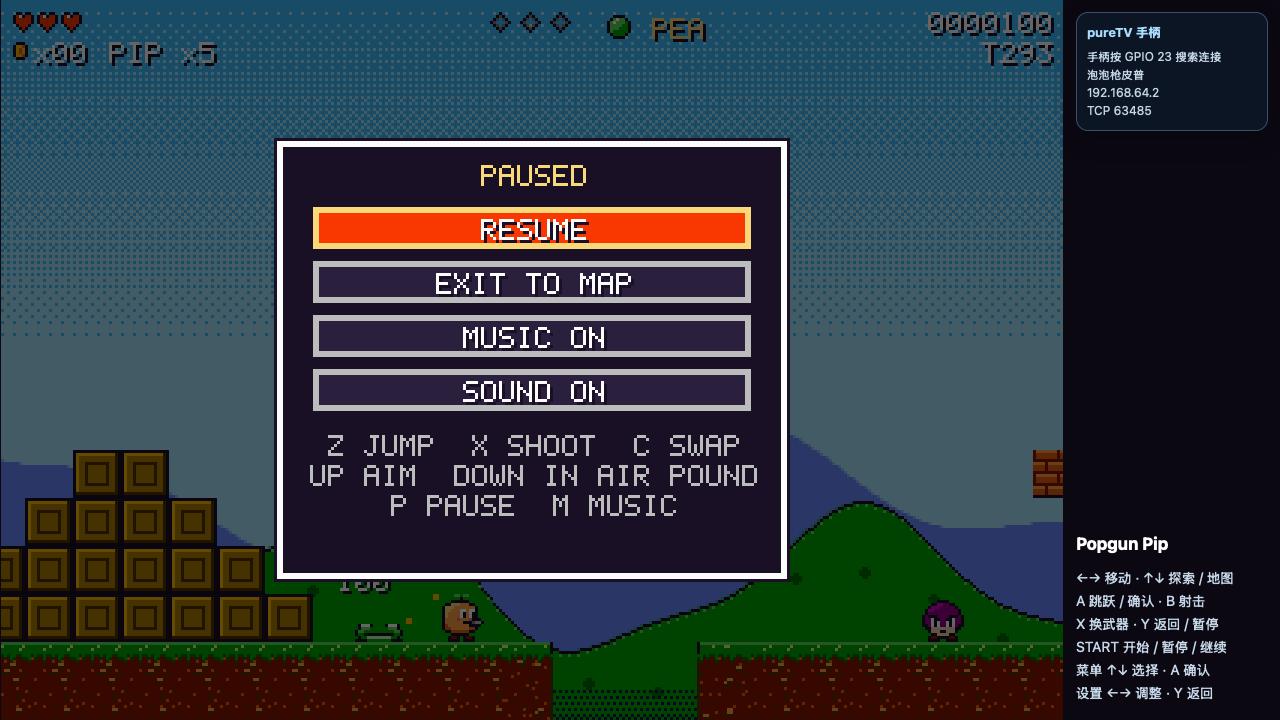 x00 PIP x5
PEA
0000100
T293
PAUSED
RESUME
EXIT TO MAP
MUSIC ON
SOUND ON
Z JUMP X SHOOT C SWAP
UP AIM DOWN IN AIR POUND
P PAUSE M MUSIC
100
pureTV 手柄
手柄按 GPIO 23 搜索连接
泡泡枪皮普
192.168.64.2
TCP 63485
Popgun Pip
←→ 移动 · ↑↓ 探索 / 地图
A 跳跃 / 确认 · B 射击
X 换武器 · Y 返回 / 暂停
START 开始 / 暂停 / 继续
菜单 ↑↓ 选择 · A 确认
设置 ←→ 调整 · Y 返回